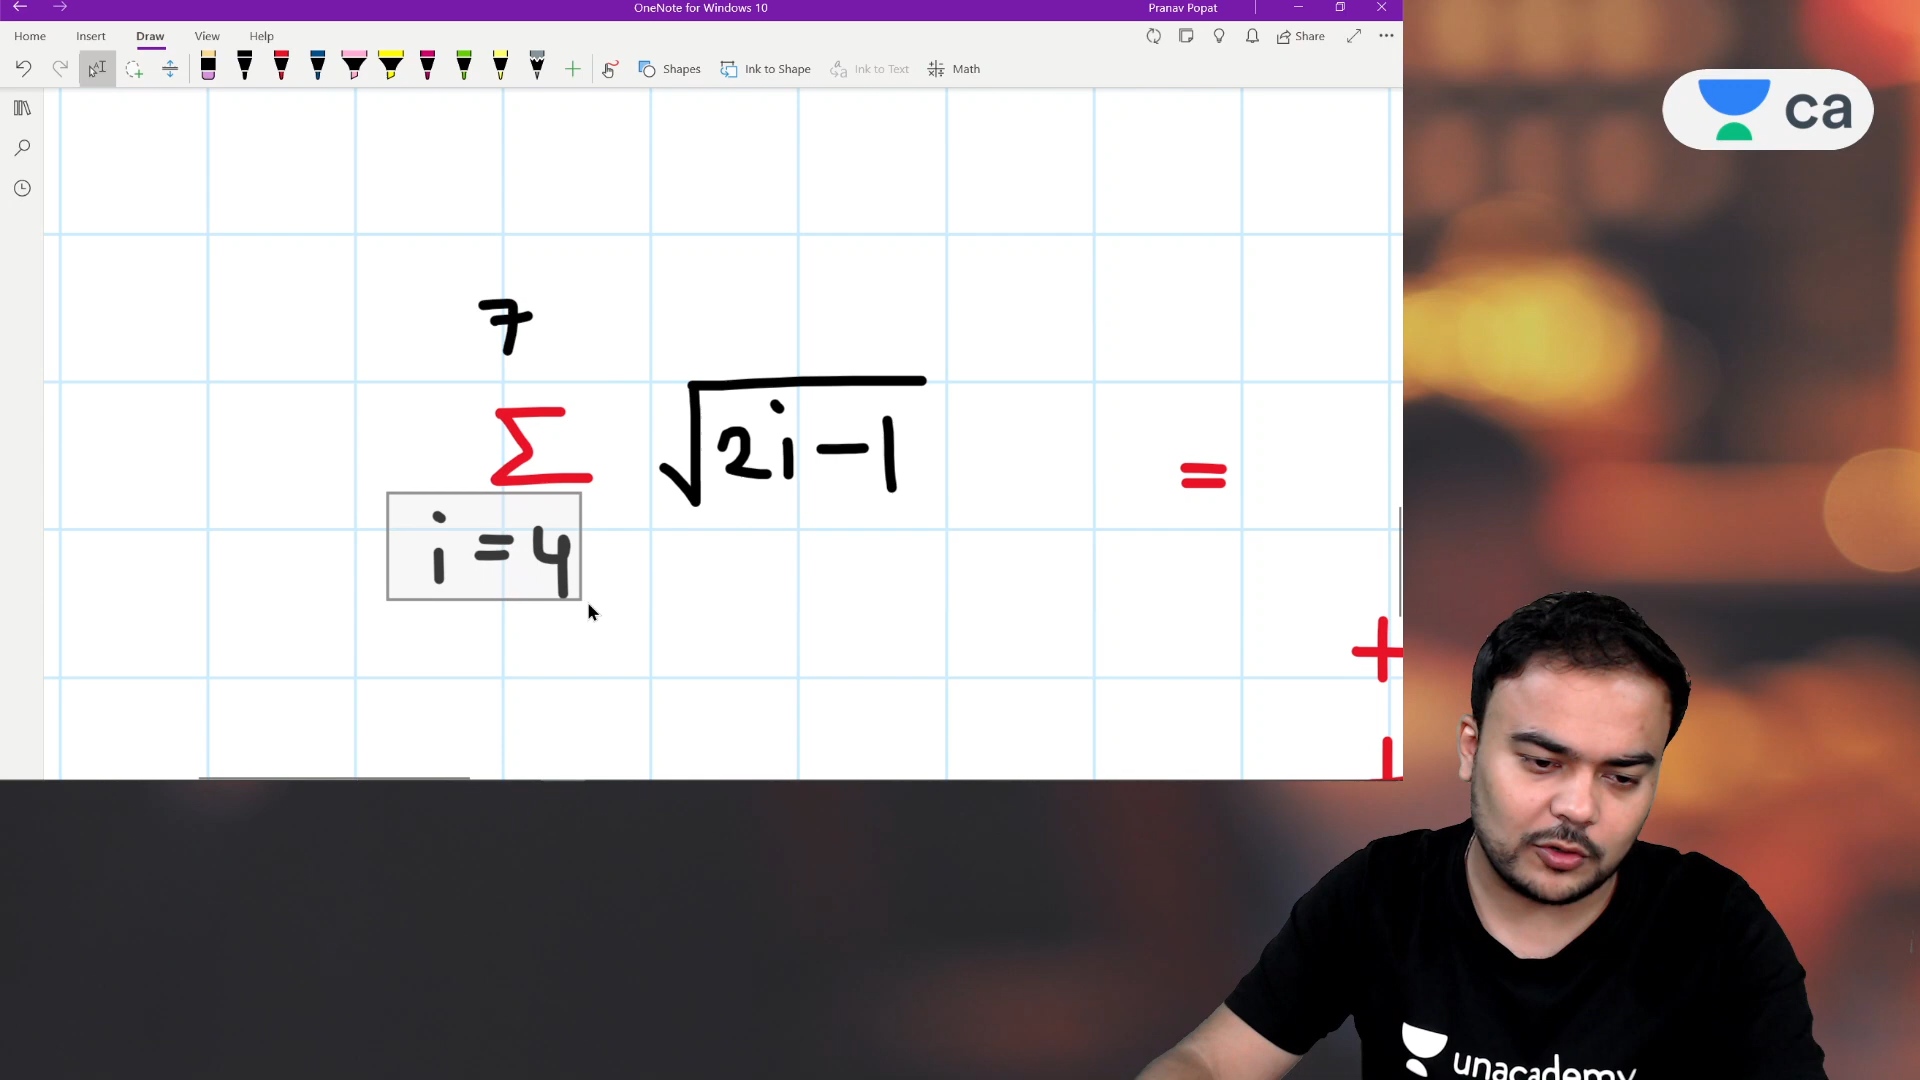 OneNote for Windows 10
Pranav Popat
Home Insert Draw View Help
Share
Shapes Ink to Shape Ink to Text Math
ca
7
Σ √2i-1 =
i = 4
+
unacademy